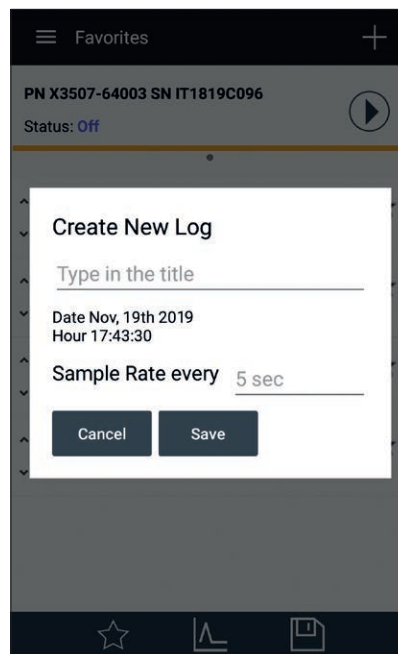 Favorites
PN X3507-64003 SN IT1819C096
Status: Off
Create New Log
Type in the title
Date Nov, 19th 2019
Hour 17:43:30
Sample Rate every 5 sec
Cancel Save